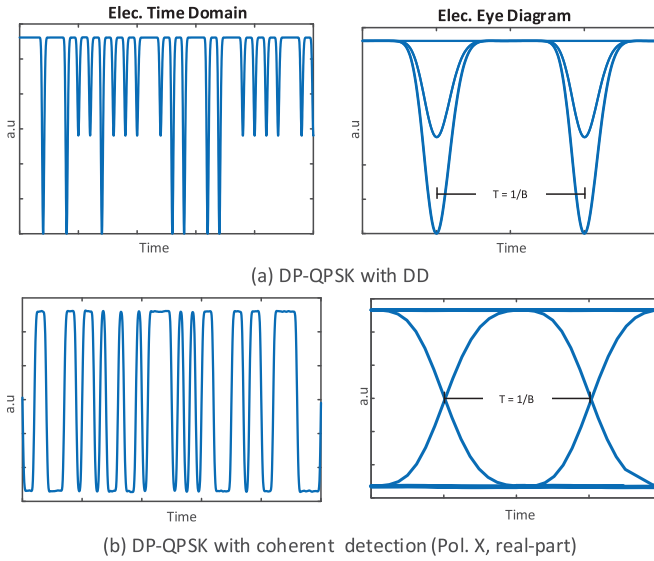 Elec. Time Domain
Elec. Eye Diagram
a.u
a.u
T = 1/B
Time
Time
(a) DP-QPSK with DD
a.u
a.u
T = 1/B
Time
Time
(b) DP-QPSK with coherent detection (Pol. X, real-part)